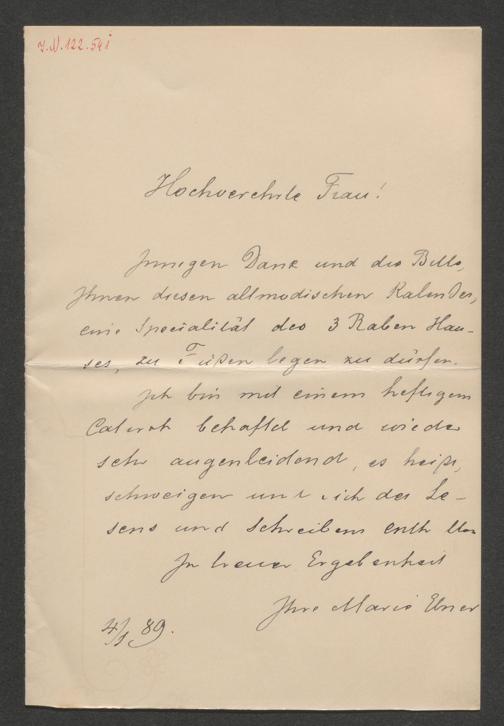 J.N. 122.541
Hochverehrte Frau!
Innigen Dank und die Bitte,
Ihnen diesen altmodischen Kalender,
eine Specialität des 3 Raben Hau-
ses, zu Füßen legen zu dürfen.
Ich bin mit einem heftigem
Catarrh behaftet und wieder
sehr augenleidend, es heißt,
schweigen und sich des Le-
sens und Schreibens enthalten
In treuer Ergebenheit
Ihre Marie Ebner
4/1 89.